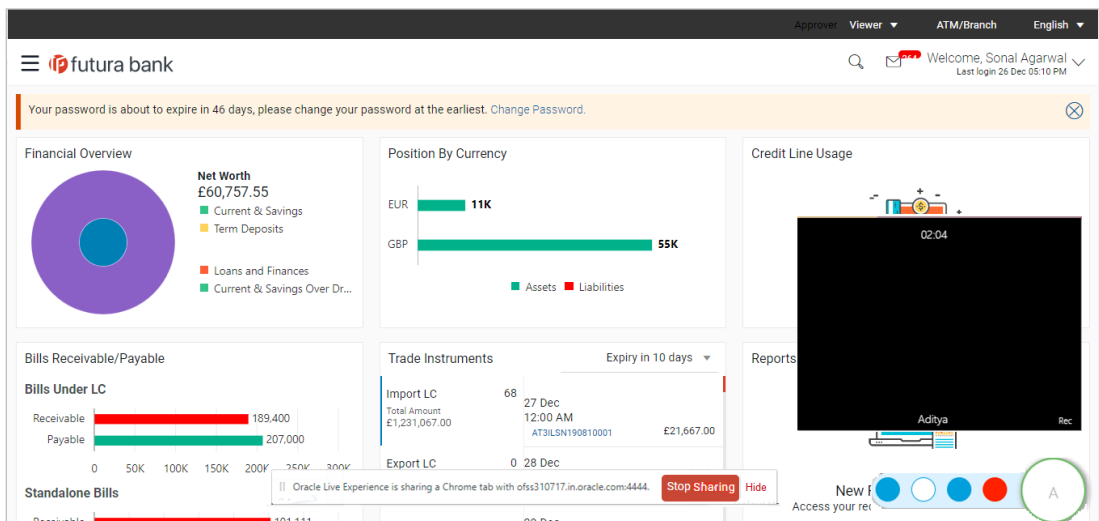 Approver Viewer ATM/Branch English
futura bank
Welcome, Sonal Agarwal
Last login 26 Dec 05:10 PM
Your password is about to expire in 46 days, please change your password at the earliest. Change Password.
Financial Overview
Net Worth
£60,757.55
Current & Savings
Term Deposits
Loans and Finances
Current & Savings Over Dr...
Position By Currency
EUR 11K
GBP 55K
Assets Liabilities
Credit Line Usage
02:04
Aditya Rec
Bills Receivable/Payable
Bills Under LC
Receivable 189,400
Payable 207,000
0 50K 100K 150K 200K 250K 300K
Standalone Bills
Trade Instruments Expiry in 10 days
Import LC 68
Total Amount
£1,231,067.00
27 Dec
12:00 AM
AT3ILSN190810001 £21,667.00
Export LC 0 28 Dec
Reports
New
Access your
A
Oracle Live Experience is sharing a Chrome tab with ofss310717.in.oracle.com:4444. Stop Sharing Hide